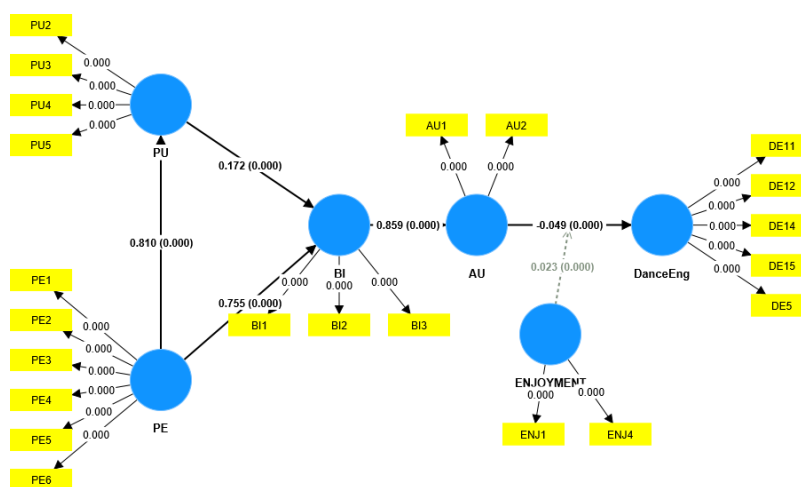 PU2
PU3
PU4
PU5
0.000
0.000
0.000
0.000
PU
0.172 (0.000)
0.810 (0.000)
PE1
PE2
PE3
PE4
PE5
PE6
0.000
0.000
0.000
0.000
0.000
0.000
PE
0.755 (0.000)
BI
0.000
0.000
0.000
BI1
BI2
BI3
0.859 (0.000)
AU1
AU2
0.000
0.000
AU
-0.049 (0.000)
0.023 (0.000)
ENJOYMENT
0.000
0.000
ENJ1
ENJ4
DanceEng
0.000
0.000
0.000
0.000
0.000
DE11
DE12
DE14
DE15
DE5